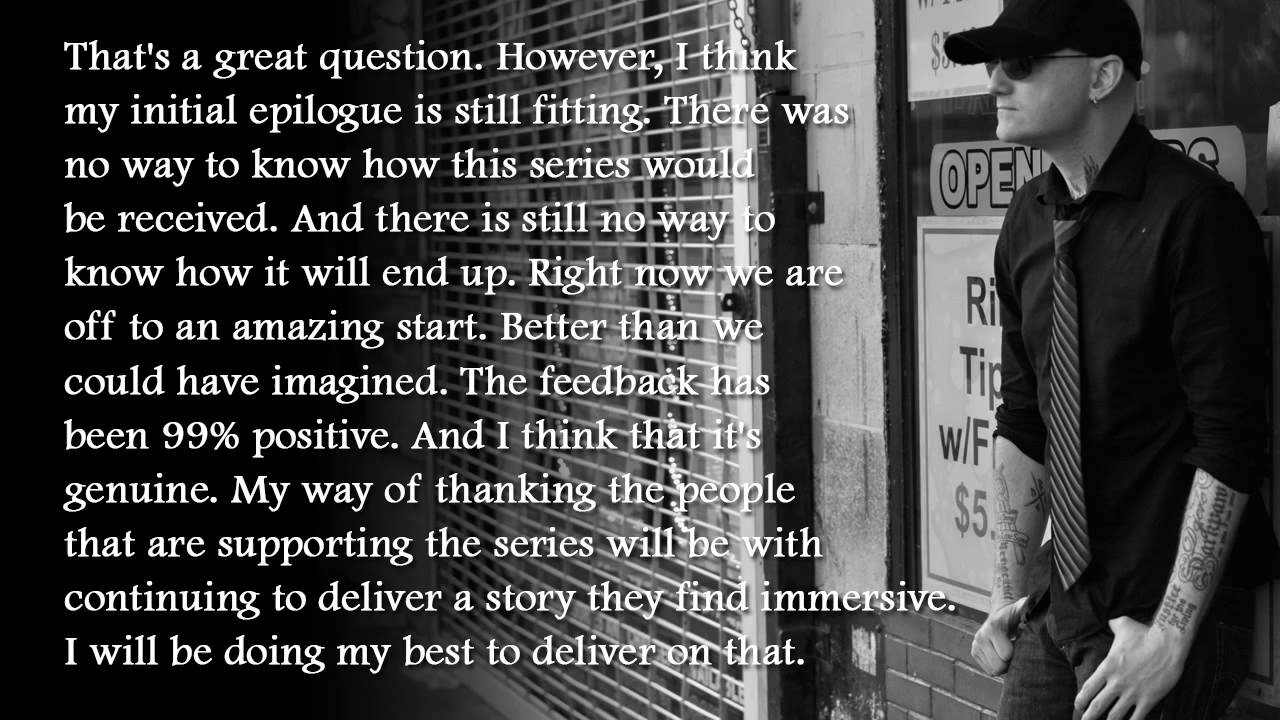 That's a great question. However, I think
my initial epilogue is still fitting. There was
no way to know how this series would
be received. And there is still no way to
know how it will end up. Right now we are
off to an amazing start. Better than we
could have imagined. The feedback has
been 99% positive. And I think that it's
genuine. My way of thanking the people
that are supporting the series will be with
continuing to deliver a story they find immersive.
I will be doing my best to deliver on that.
OPEN
Ri
Tip
w/F
$5